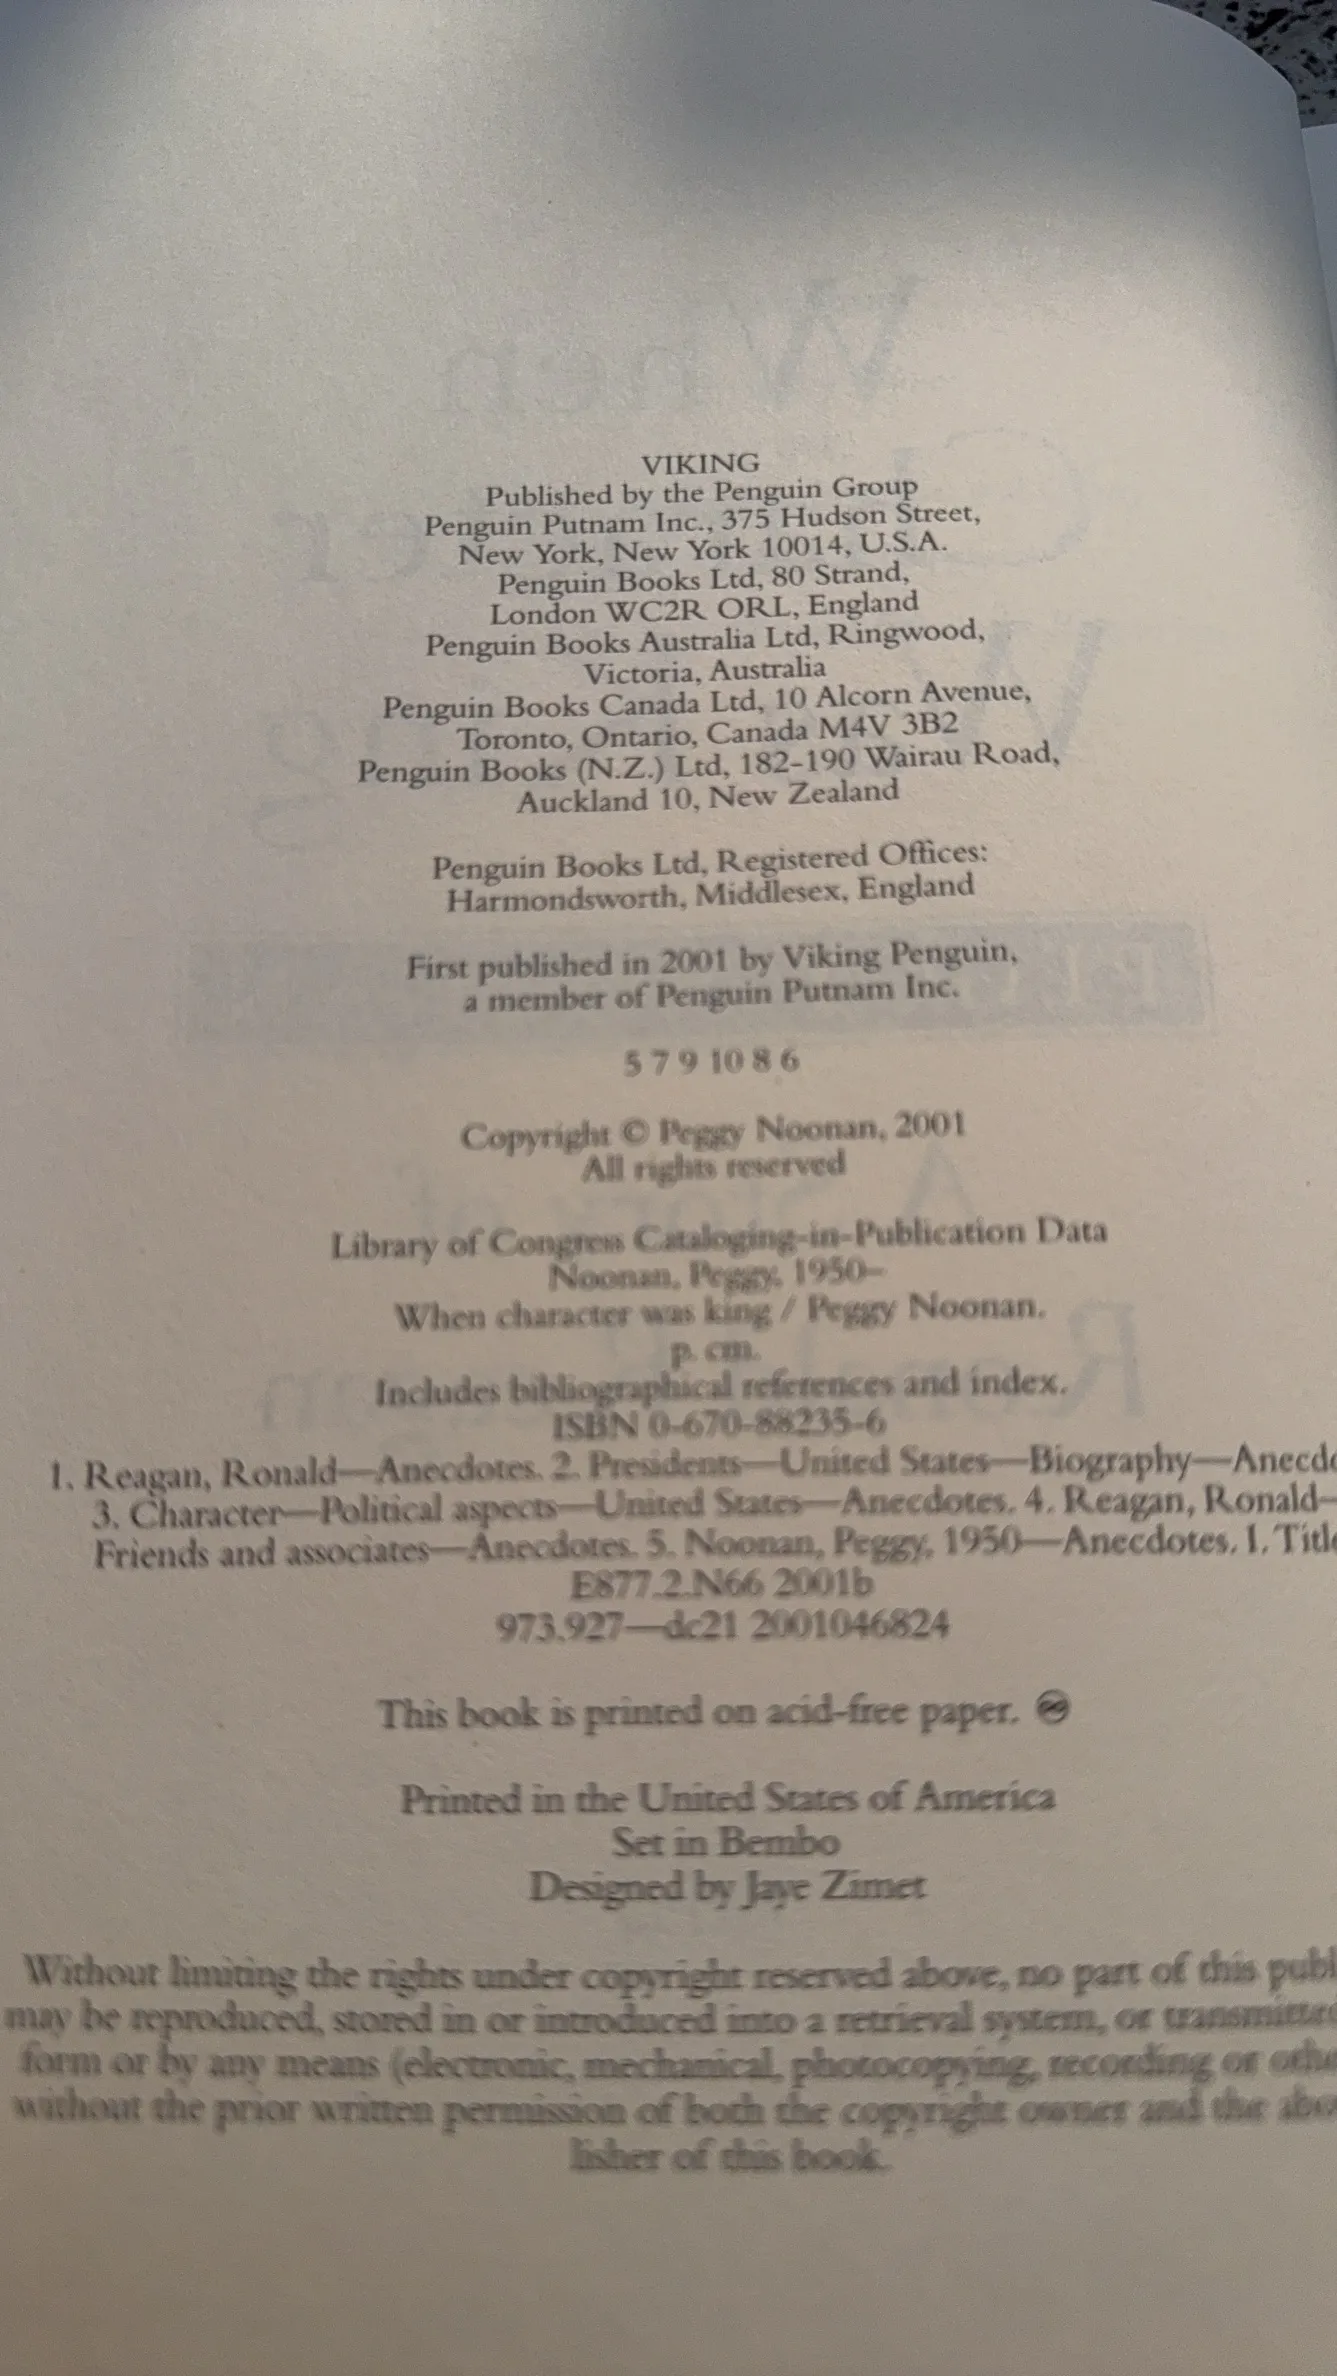 VIKING
Published by the Penguin Group
Penguin Putnam Inc., 375 Hudson Street,
New York, New York 10014, U.S.A.
Penguin Books Ltd, 80 Strand,
London WC2R ORL, England
Penguin Books Australia Ltd, Ringwood,
Victoria, Australia
Penguin Books Canada Ltd, 10 Alcorn Avenue,
Toronto, Ontario, Canada M4V 3B2
Penguin Books (N.Z.) Ltd, 182-190 Wairau Road,
Auckland 10, New Zealand
Penguin Books Ltd, Registered Offices:
Harmondsworth, Middlesex, England
First published in 2001 by Viking Penguin,
a member of Penguin Putnam Inc.
5 7 9 10 8 6
Copyright © Peggy Noonan, 2001
All rights reserved
Library of Congress Cataloging-in-Publication Data
Noonan, Peggy, 1950–
When character was king / Peggy Noonan.
p. cm.
Includes bibliographical references and index.
ISBN 0-670-88235-6
1. Reagan, Ronald—Anecdotes. 2. Presidents—United States—Biography—Anecdo
3. Character—Political aspects—United States—Anecdotes. 4. Reagan, Ronald—
Friends and associates—Anecdotes. 5. Noonan, Peggy, 1950—Anecdotes. I. Title
E877.2.N66 2001b
973.927—dc21 2001046824
This book is printed on acid-free paper. ♾
Printed in the United States of America
Set in Bembo
Designed by Jaye Zimet
Without limiting the rights under copyright reserved above, no part of this publ
may be reproduced, stored in or introduced into a retrieval system, or transmitted
form or by any means (electronic, mechanical, photocopying, recording or othe
without the prior written permission of both the copyright owner and the abo
lisher of this book.